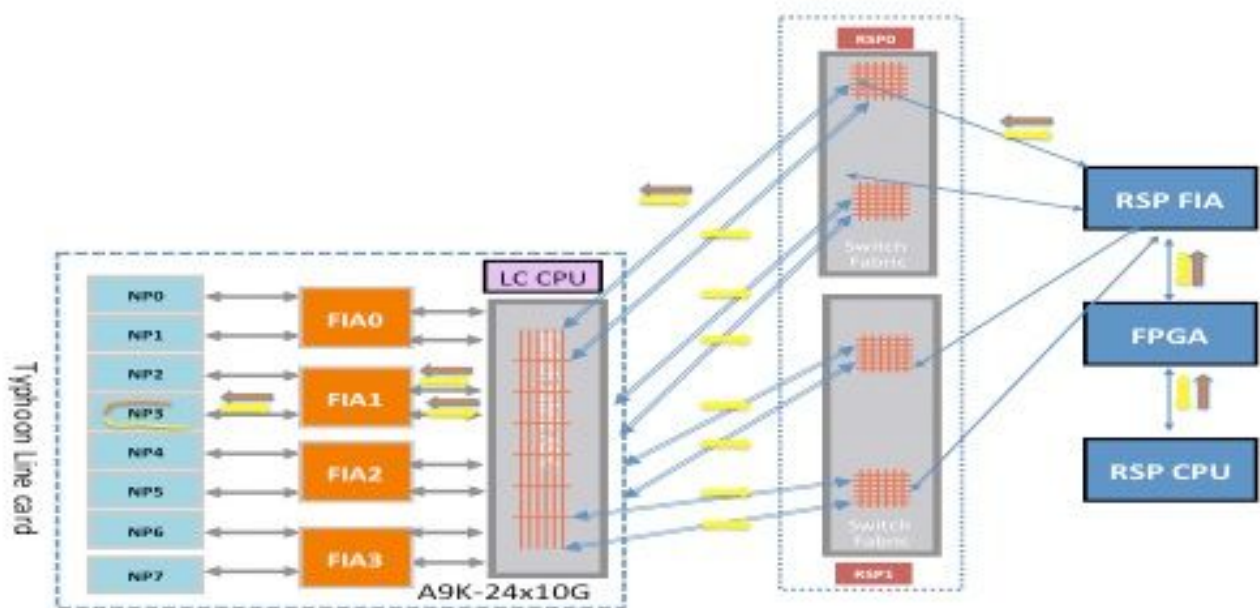 RSP0
RSP FIA
Switch
Fabric
LC CPU
NP0
FIA0
NP1
FPGA
NP2
FIA1
NP3
NP4
FIA2
RSP CPU
NP5
NP6
Switch
Fabric
FIA3
NP7
RSP1
A9K-24x10G
Typhoon Line card